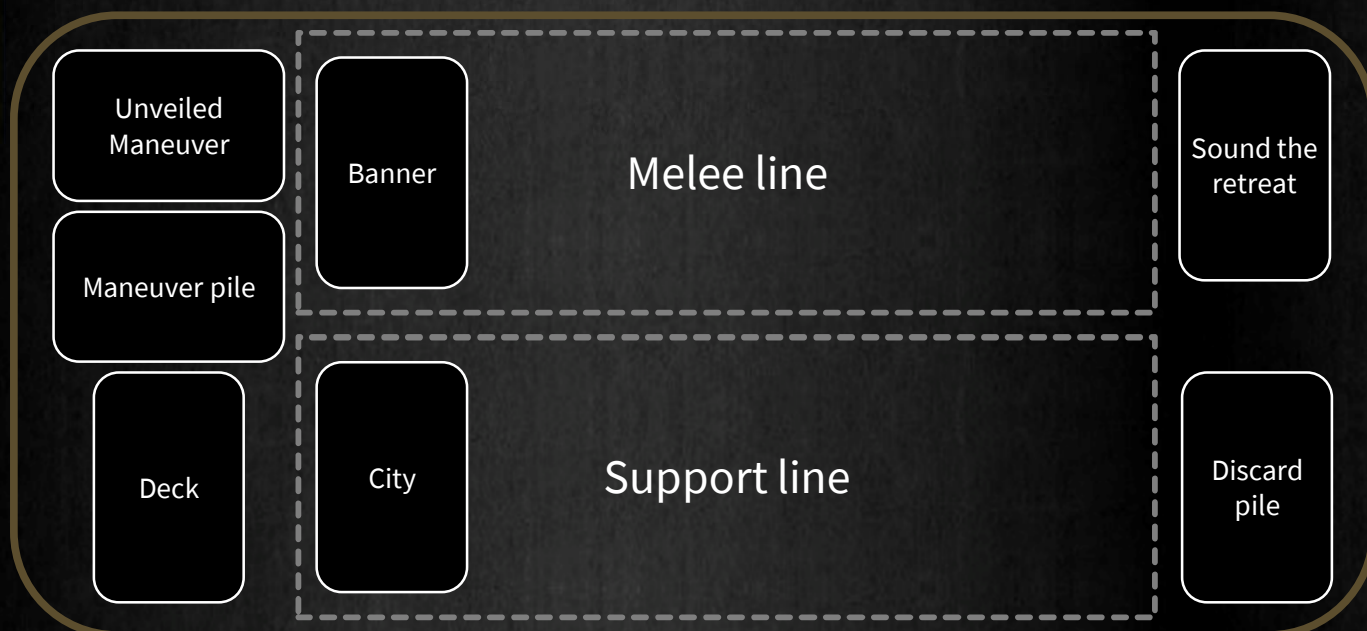 Unveiled
Maneuver
Maneuver pile
Deck
Banner
Melee line
City
Support line
Sound the
retreat
Discard
pile